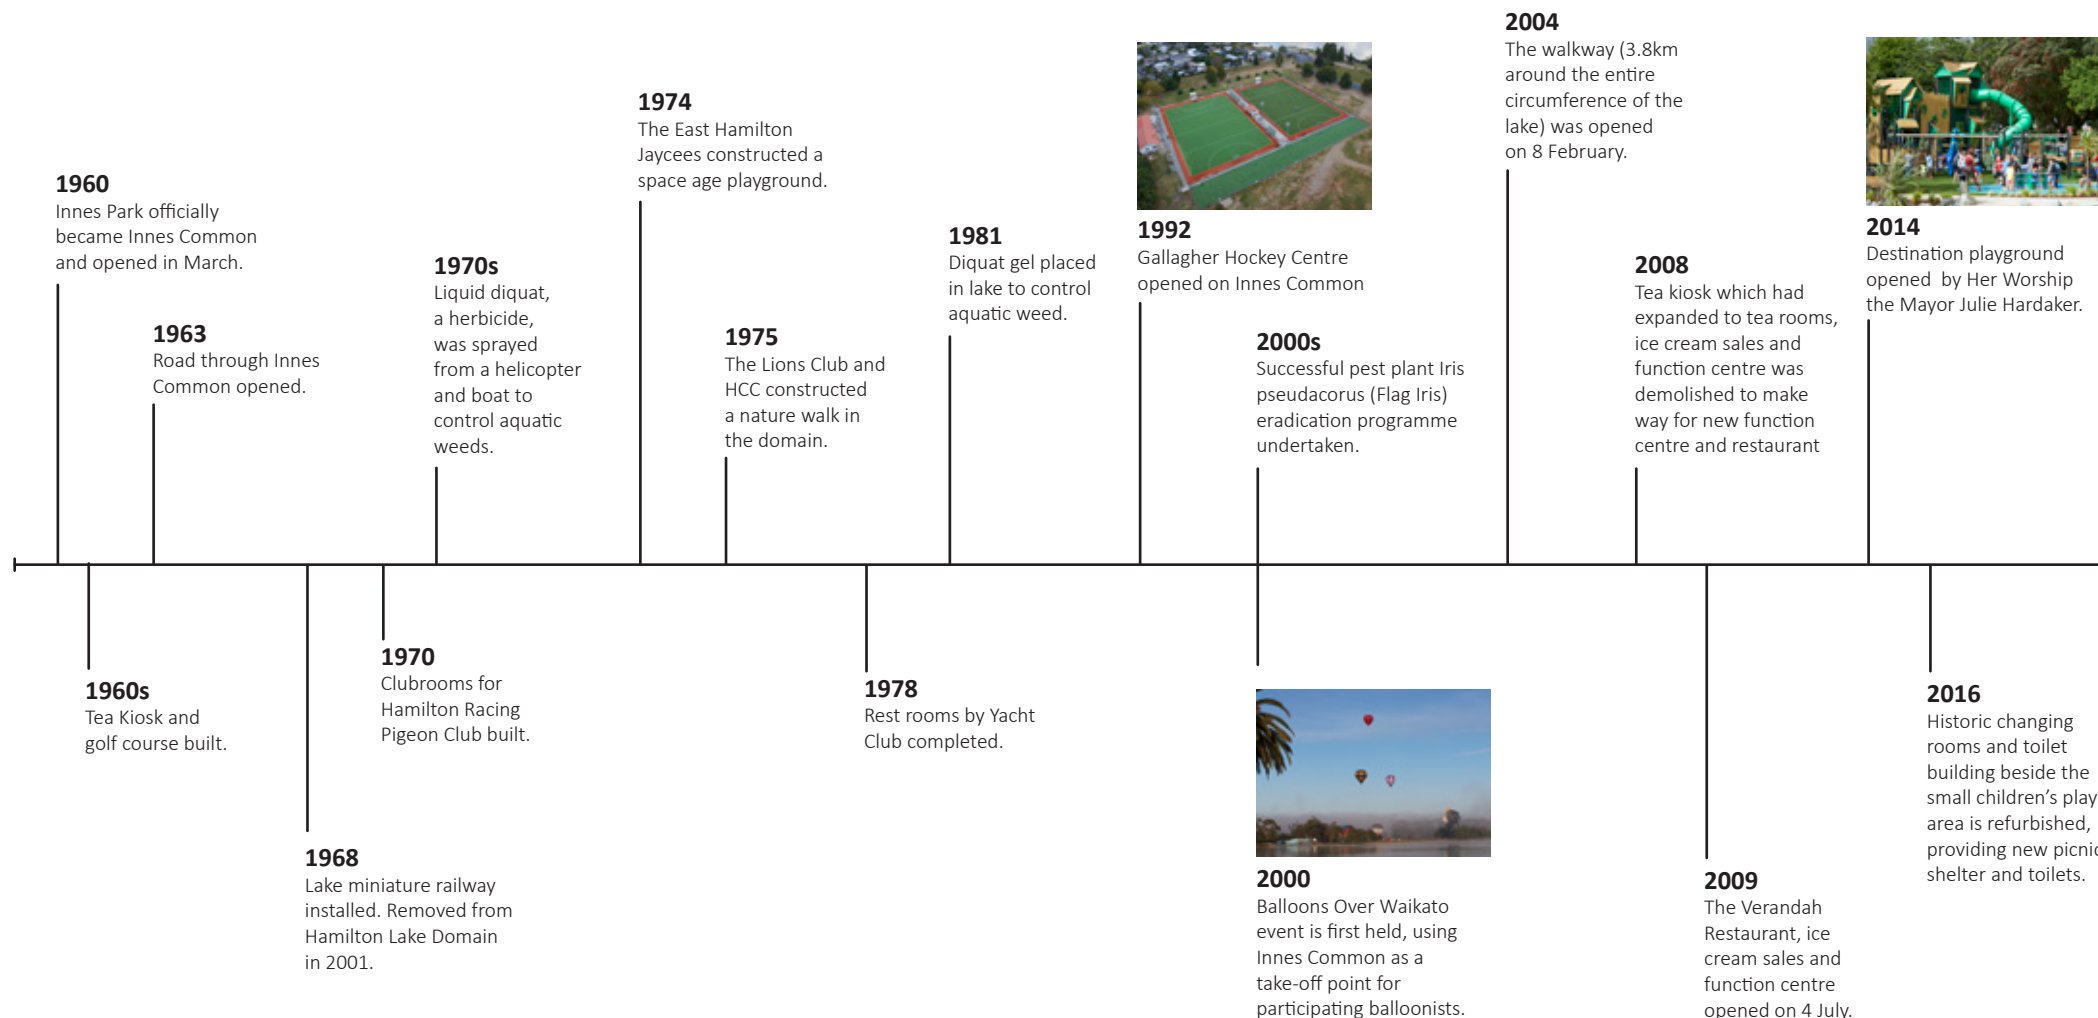 1960
Innes Park officially
became Innes Common
and opened in March.
1963
Road through Innes
Common opened.
1970s
Liquid diquat,
a herbicide,
was sprayed
from a helicopter
and boat to
control aquatic
weeds.
1974
The East Hamilton
Jaycees constructed a
space age playground.
1975
The Lions Club and
HCC constructed
a nature walk in
the domain.
1981
Diquat gel placed
in lake to control
aquatic weed.
1992
Gallagher Hockey Centre
opened on Innes Common
2000s
Successful pest plant Iris
pseudacorus (Flag Iris)
eradication programme
undertaken.
2004
The walkway (3.8km
around the entire
circumference of the
lake) was opened
on 8 February.
2008
Tea kiosk which had
expanded to tea rooms,
ice cream sales and
function centre was
demolished to make
way for new function
centre and restaurant
2014
Destination playground
opened  by Her Worship
the Mayor Julie Hardaker.
1960s
Tea Kiosk and
golf course built.
1968
Lake miniature railway
installed. Removed from
Hamilton Lake Domain
in 2001.
1970
Clubrooms for
Hamilton Racing
Pigeon Club built.
1978
Rest rooms by Yacht
Club completed.
2000
Balloons Over Waikato
event is first held, using
Innes Common as a
take-off point for
participating balloonists.
2009
The Verandah
Restaurant, ice
cream sales and
function centre
opened on 4 July.
2016
Historic changing
rooms and toilet
building beside the
small children’s play
area is refurbished,
providing new picnic
shelter and toilets.